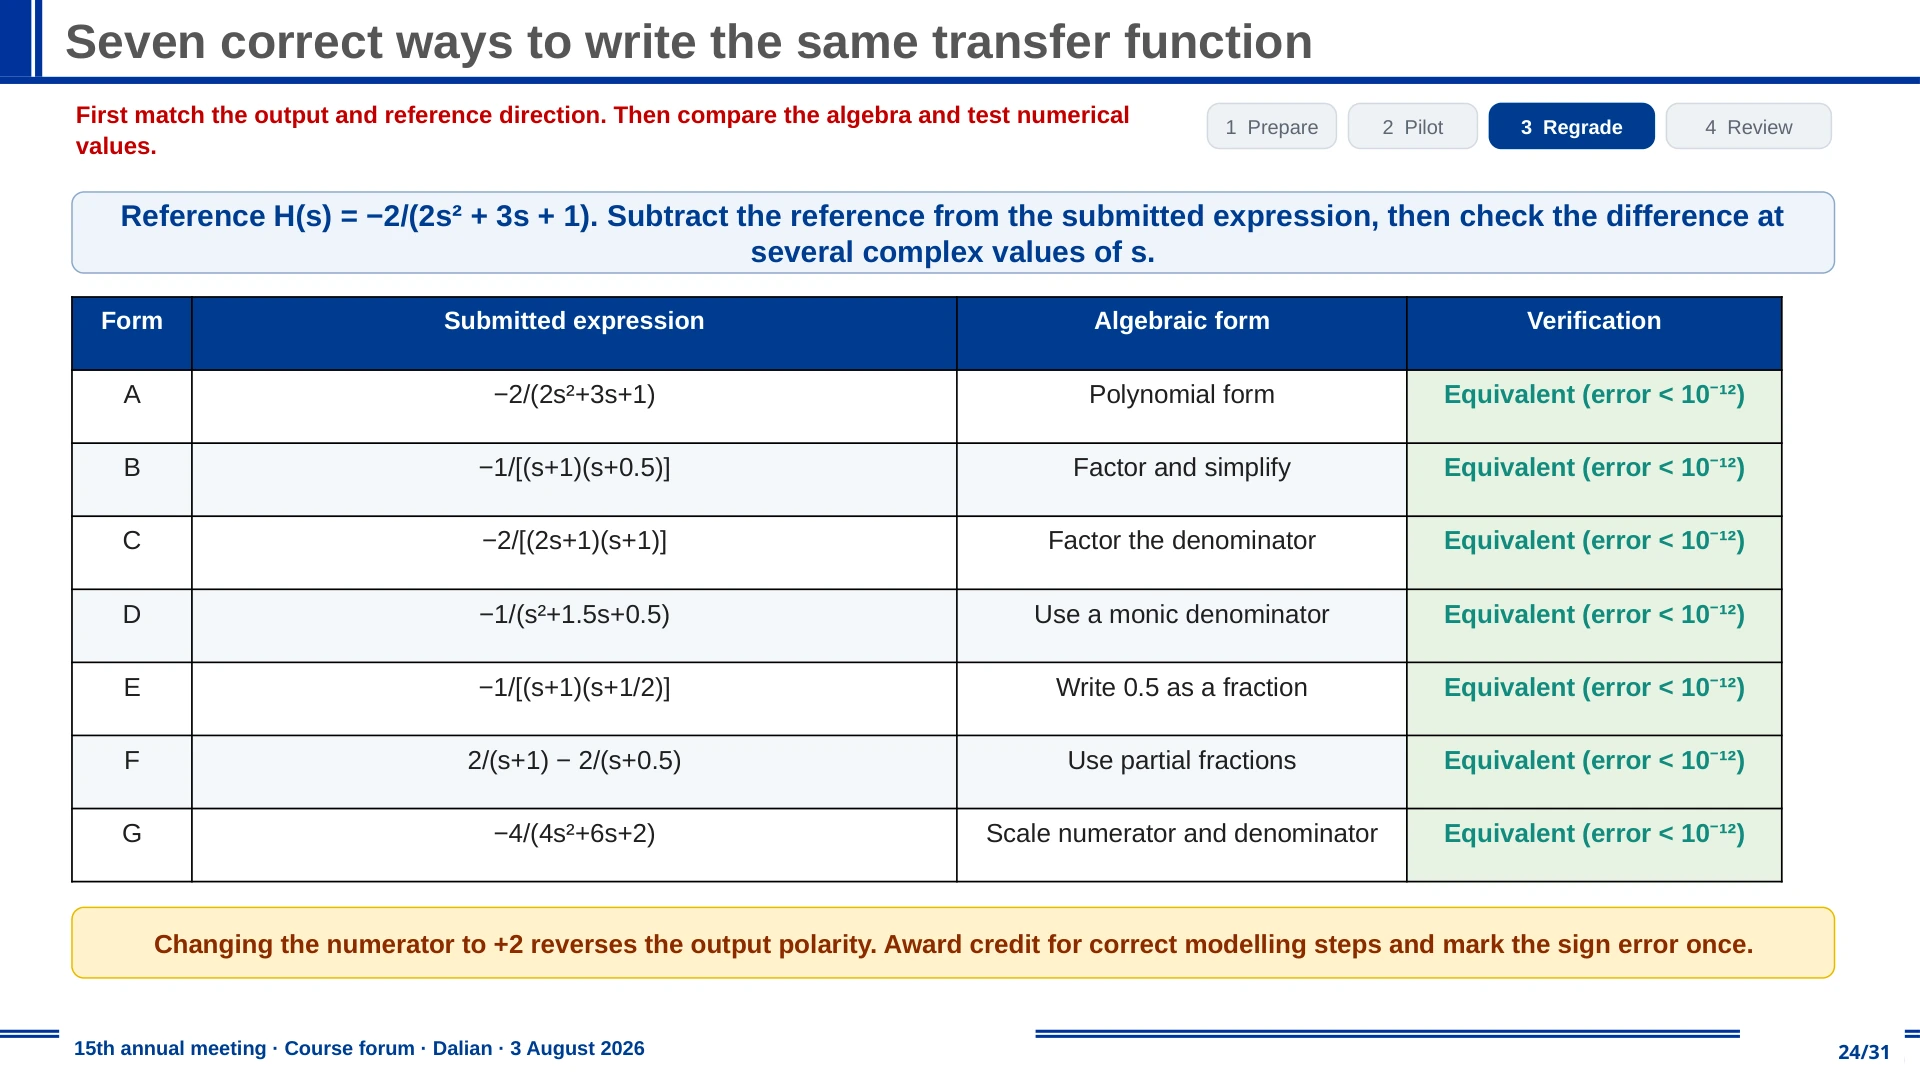 Seven correct ways to write the same transfer function
First match the output and reference direction. Then compare the algebra and test numerical
values.
1 Prepare
2 Pilot
3 Regrade
4 Review
Reference H(s) = −2/(2s² + 3s + 1). Subtract the reference from the submitted expression, then check the difference at
several complex values of s.
Form Submitted expression Algebraic form Verification
A −2/(2s²+3s+1) Polynomial form Equivalent (error < 10⁻¹²)
B −1/[(s+1)(s+0.5)] Factor and simplify Equivalent (error < 10⁻¹²)
C −2/[(2s+1)(s+1)] Factor the denominator Equivalent (error < 10⁻¹²)
D −1/(s²+1.5s+0.5) Use a monic denominator Equivalent (error < 10⁻¹²)
E −1/[(s+1)(s+1/2)] Write 0.5 as a fraction Equivalent (error < 10⁻¹²)
F 2/(s+1) − 2/(s+0.5) Use partial fractions Equivalent (error < 10⁻¹²)
G −4/(4s²+6s+2) Scale numerator and denominator Equivalent (error < 10⁻¹²)
Changing the numerator to +2 reverses the output polarity. Award credit for correct modelling steps and mark the sign error once.
15th annual meeting · Course forum · Dalian · 3 August 2026
24/31